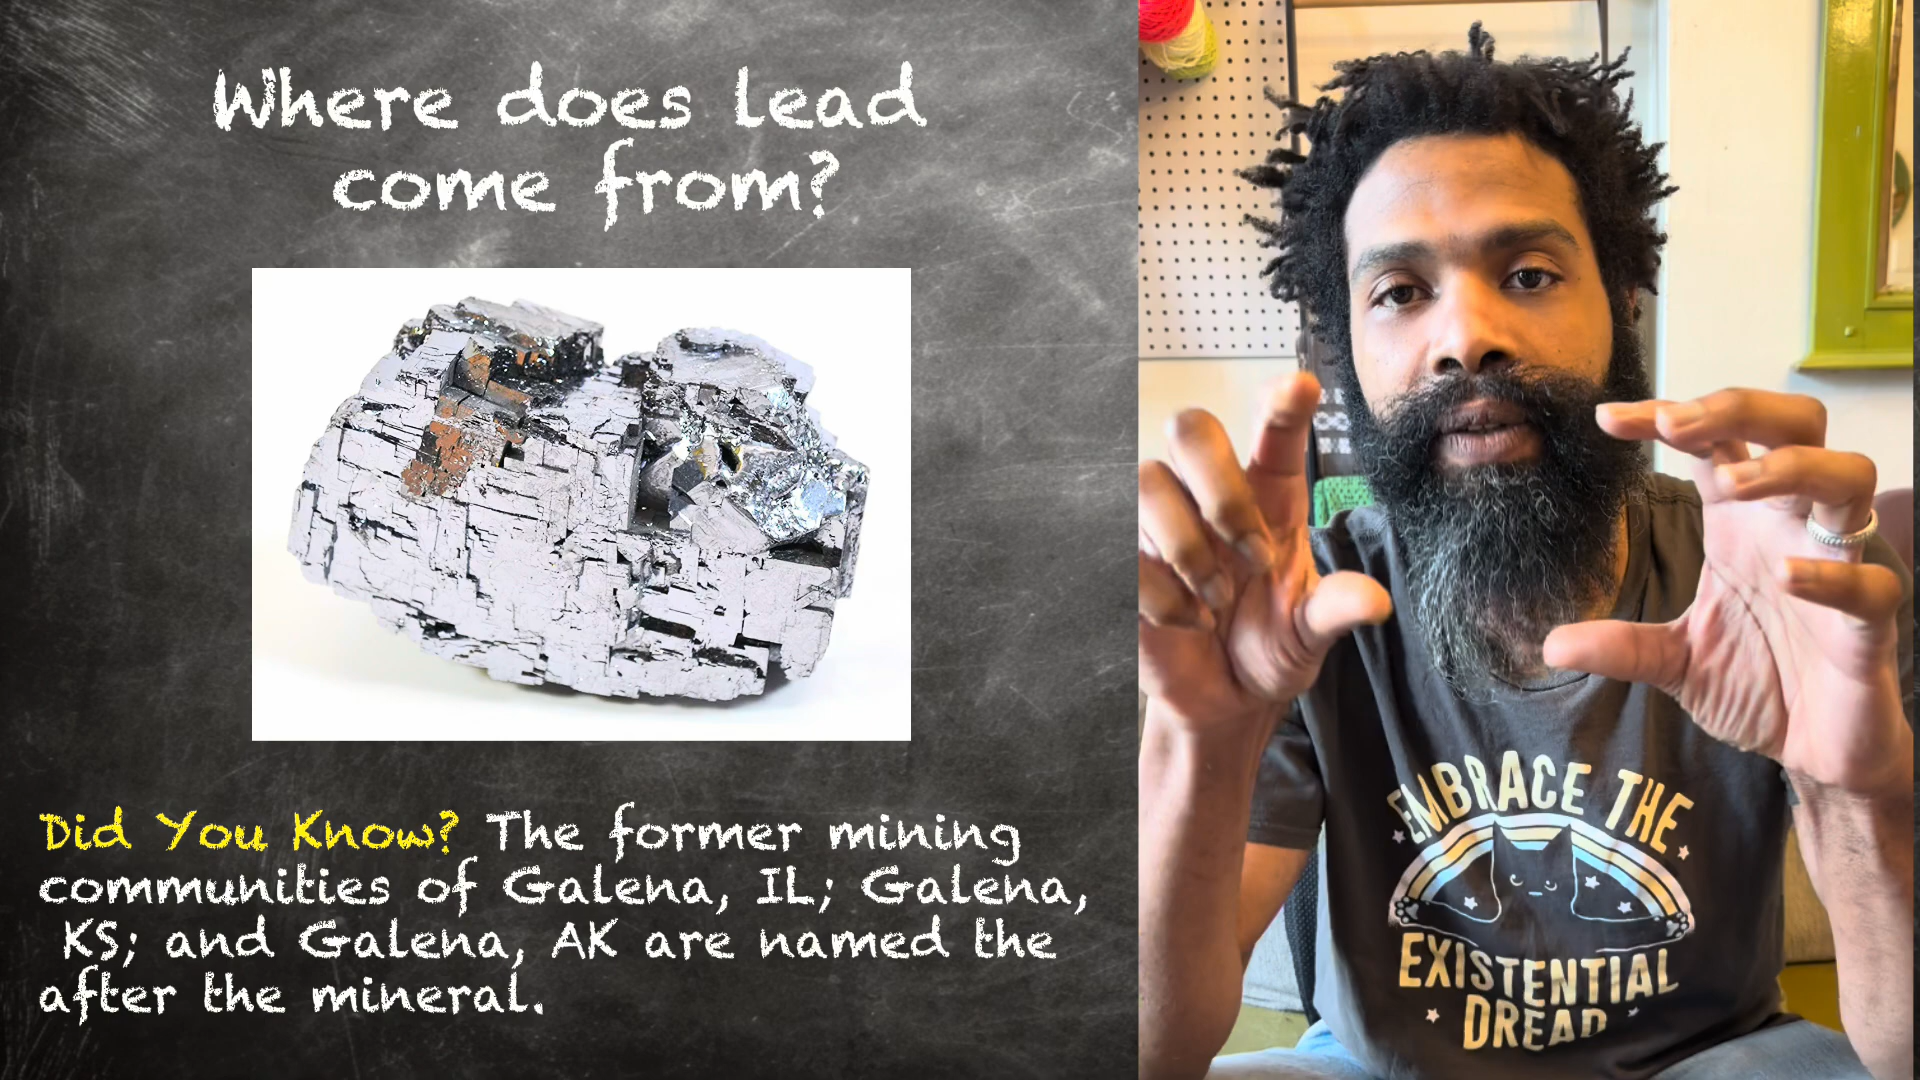 Where does lead
come from?
Did You Know? The former mining
communities of Galena, IL; Galena,
KS; and Galena, AK are named the
after the mineral.
EMBRACE THE
EXISTENTIAL
DREAD